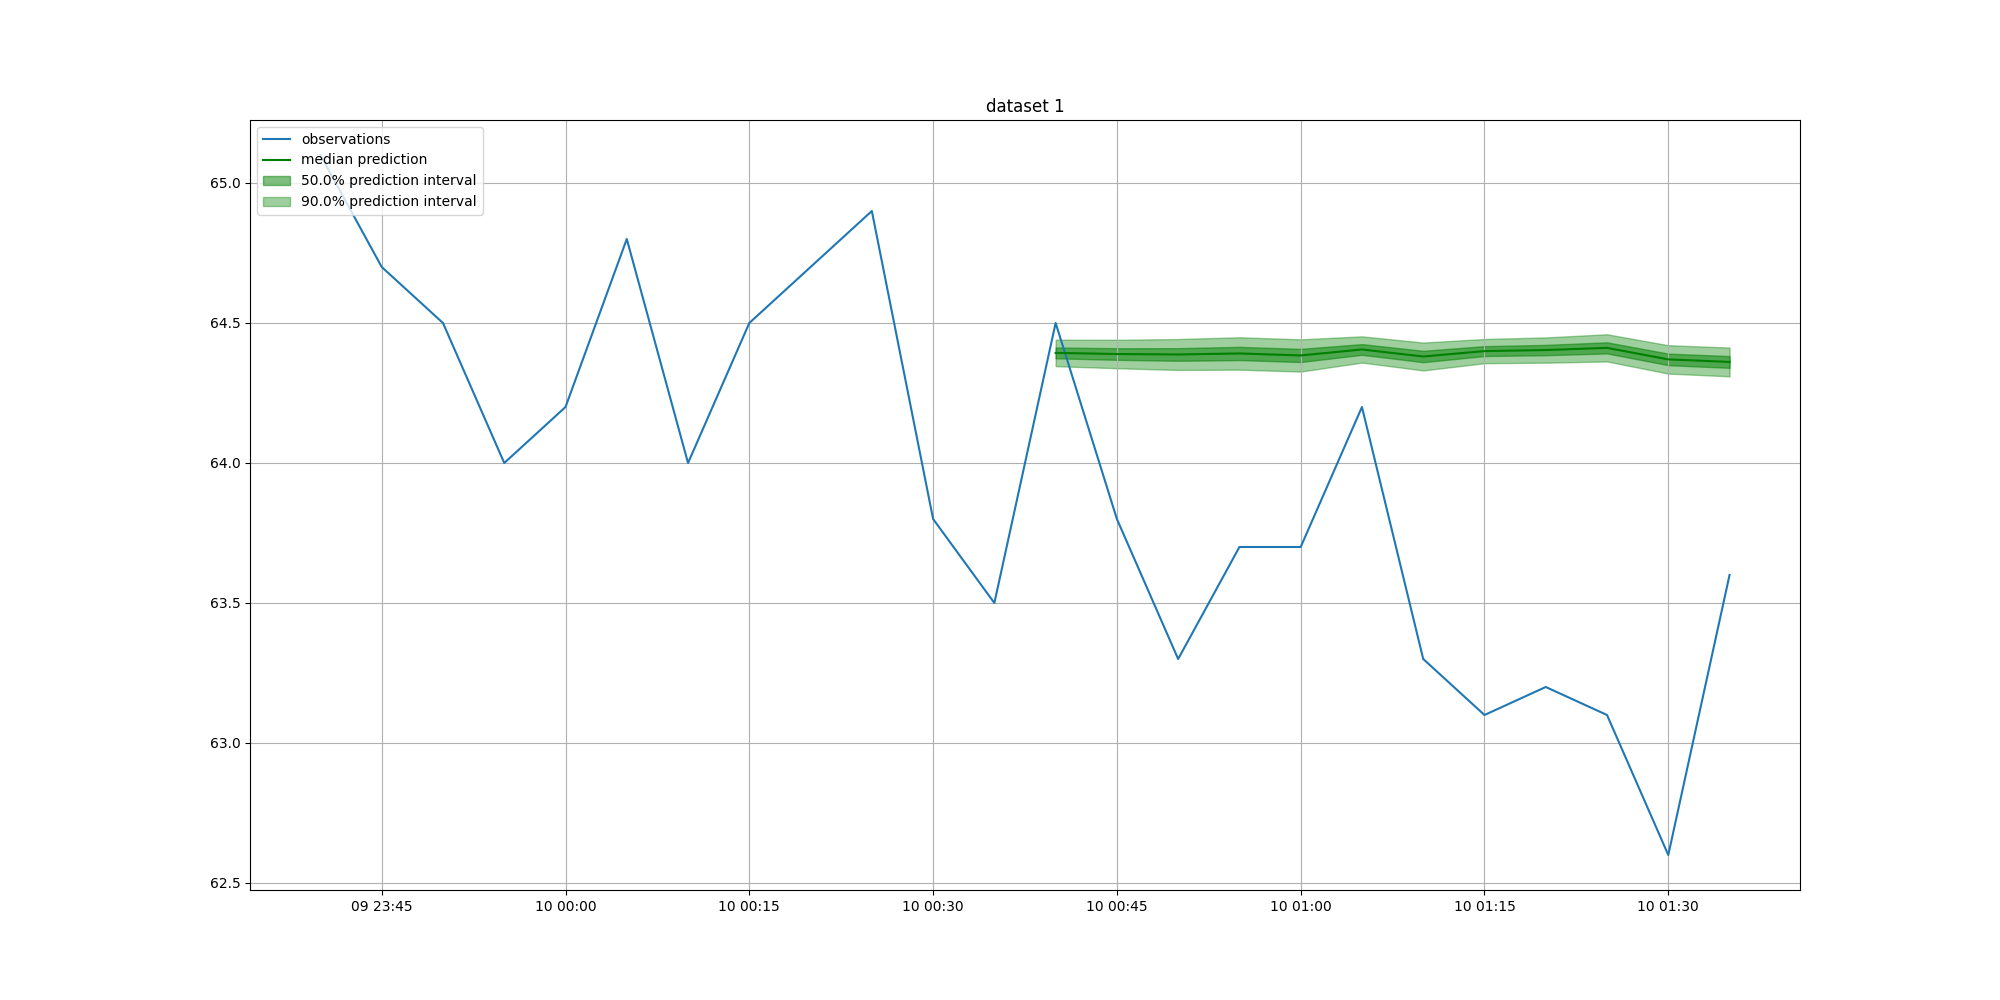 dataset 1
observations
median prediction
50.0% prediction interval
90.0% prediction interval
65.0
64.5
64.0
63.5
63.0
62.5
09 23:45 10 00:00 10 00:15 10 00:30 10 00:45 10 01:00 10 01:15 10 01:30